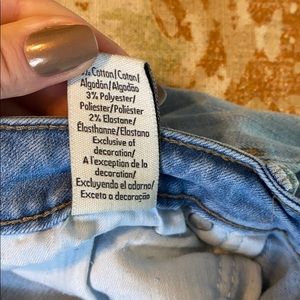 % Cotton/Coton/
Algodón/Algodão
3% Polyester/
Poliester/Poliéster
2% Elastane/
Élasthanne/Elastano
Exclusive of
decoration/
A l'exception de la
decoration/
Excluyendo el adorno/
Exceto a decoração